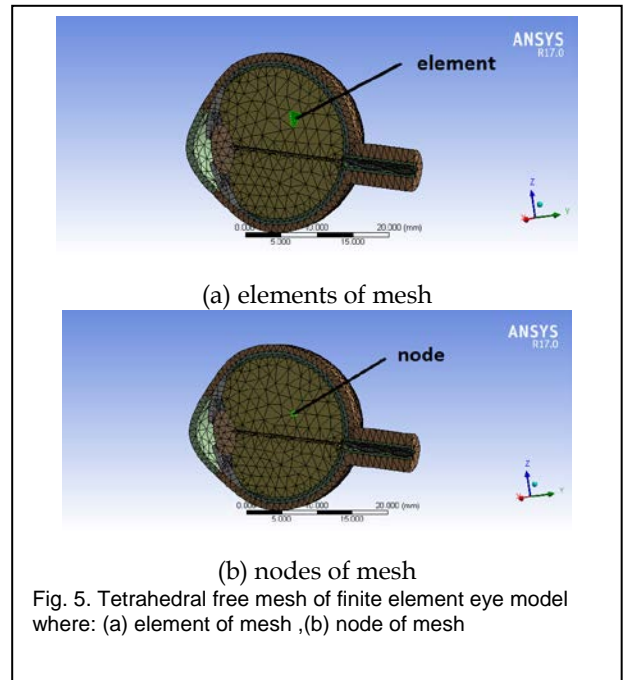 ANSYS
R17.0
element
Z
Y
0.000 10.000 20.000 (mm)
5.000 15.000
(a) elements of mesh
ANSYS
R17.0
node
Z
Y
0.000 10.000 20.000 (mm)
5.000 15.000
(b) nodes of mesh
Fig. 5. Tetrahedral free mesh of finite element eye model
where: (a) element of mesh ,(b) node of mesh